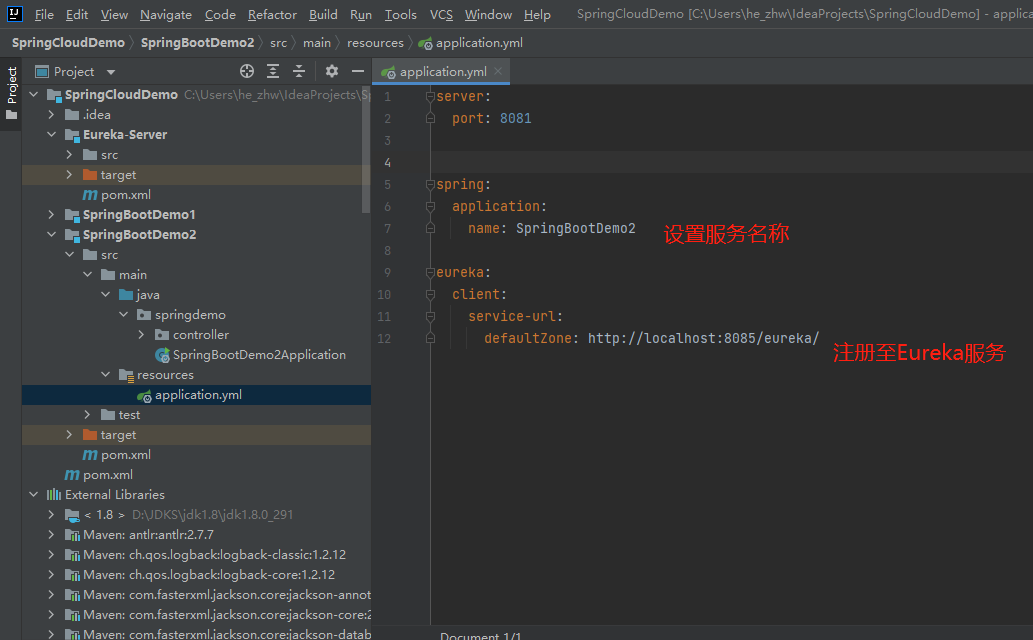 File Edit View Navigate Code Refactor Build Run Tools VCS Window Help SpringCloudDemo [C:\Users\he_zhw\IdeaProjects\SpringCloudDemo] - applica
SpringCloudDemo SpringBootDemo2 src main resources application.yml
Project
Project
application.yml
SpringCloudDemo C:\Users\he_zhw\IdeaProjects\S
.idea
Eureka-Server
src
target
pom.xml
SpringBootDemo1
SpringBootDemo2
src
main
java
springdemo
controller
SpringBootDemo2Application
resources
application.yml
test
target
pom.xml
pom.xml
External Libraries
< 1.8 > D:\JDKS\jdk1.8\jdk1.8.0_291
Maven: antlr:antlr:2.7.7
Maven: ch.qos.logback:logback-classic:1.2.12
Maven: ch.qos.logback:logback-core:1.2.12
Maven: com.fasterxml.jackson.core:jackson-annot
Maven: com.fasterxml.jackson.core:jackson-core:2
Maven: com.fasterxml.jackson.core:jackson-datab
1 server:
2 port: 8081
3
4
5 spring:
6 application:
7 name: SpringBootDemo2 设置服务名称
8
9 eureka:
10 client:
11 service-url:
12 defaultZone: http://localhost:8085/eureka/
注册至Eureka服务
Document 1/1